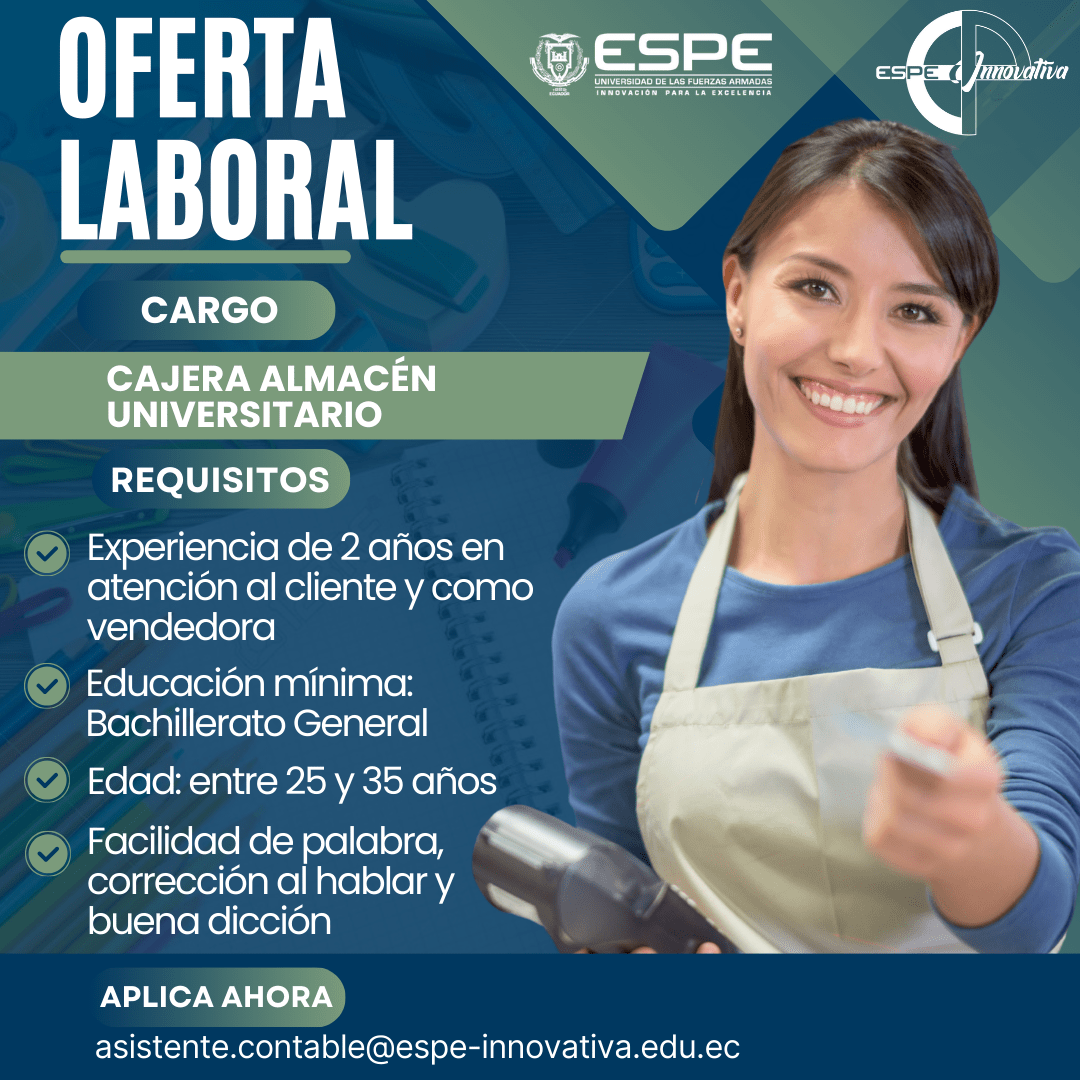 OFERTA
LABORAL
ESPE
UNIVERSIDAD DE LAS FUERZAS ARMADAS
INNOVACIÓN PARA LA EXCELENCIA
ECUADOR
ESPE Innovativa
CARGO
CAJERA ALMACÉN
UNIVERSITARIO
REQUISITOS
Experiencia de 2 años en
atención al cliente y como
vendedora
Educación mínima:
Bachillerato General
Edad: entre 25 y 35 años
Facilidad de palabra,
corrección al hablar y
buena dicción
APLICA AHORA
asistente.contable@espe-innovativa.edu.ec